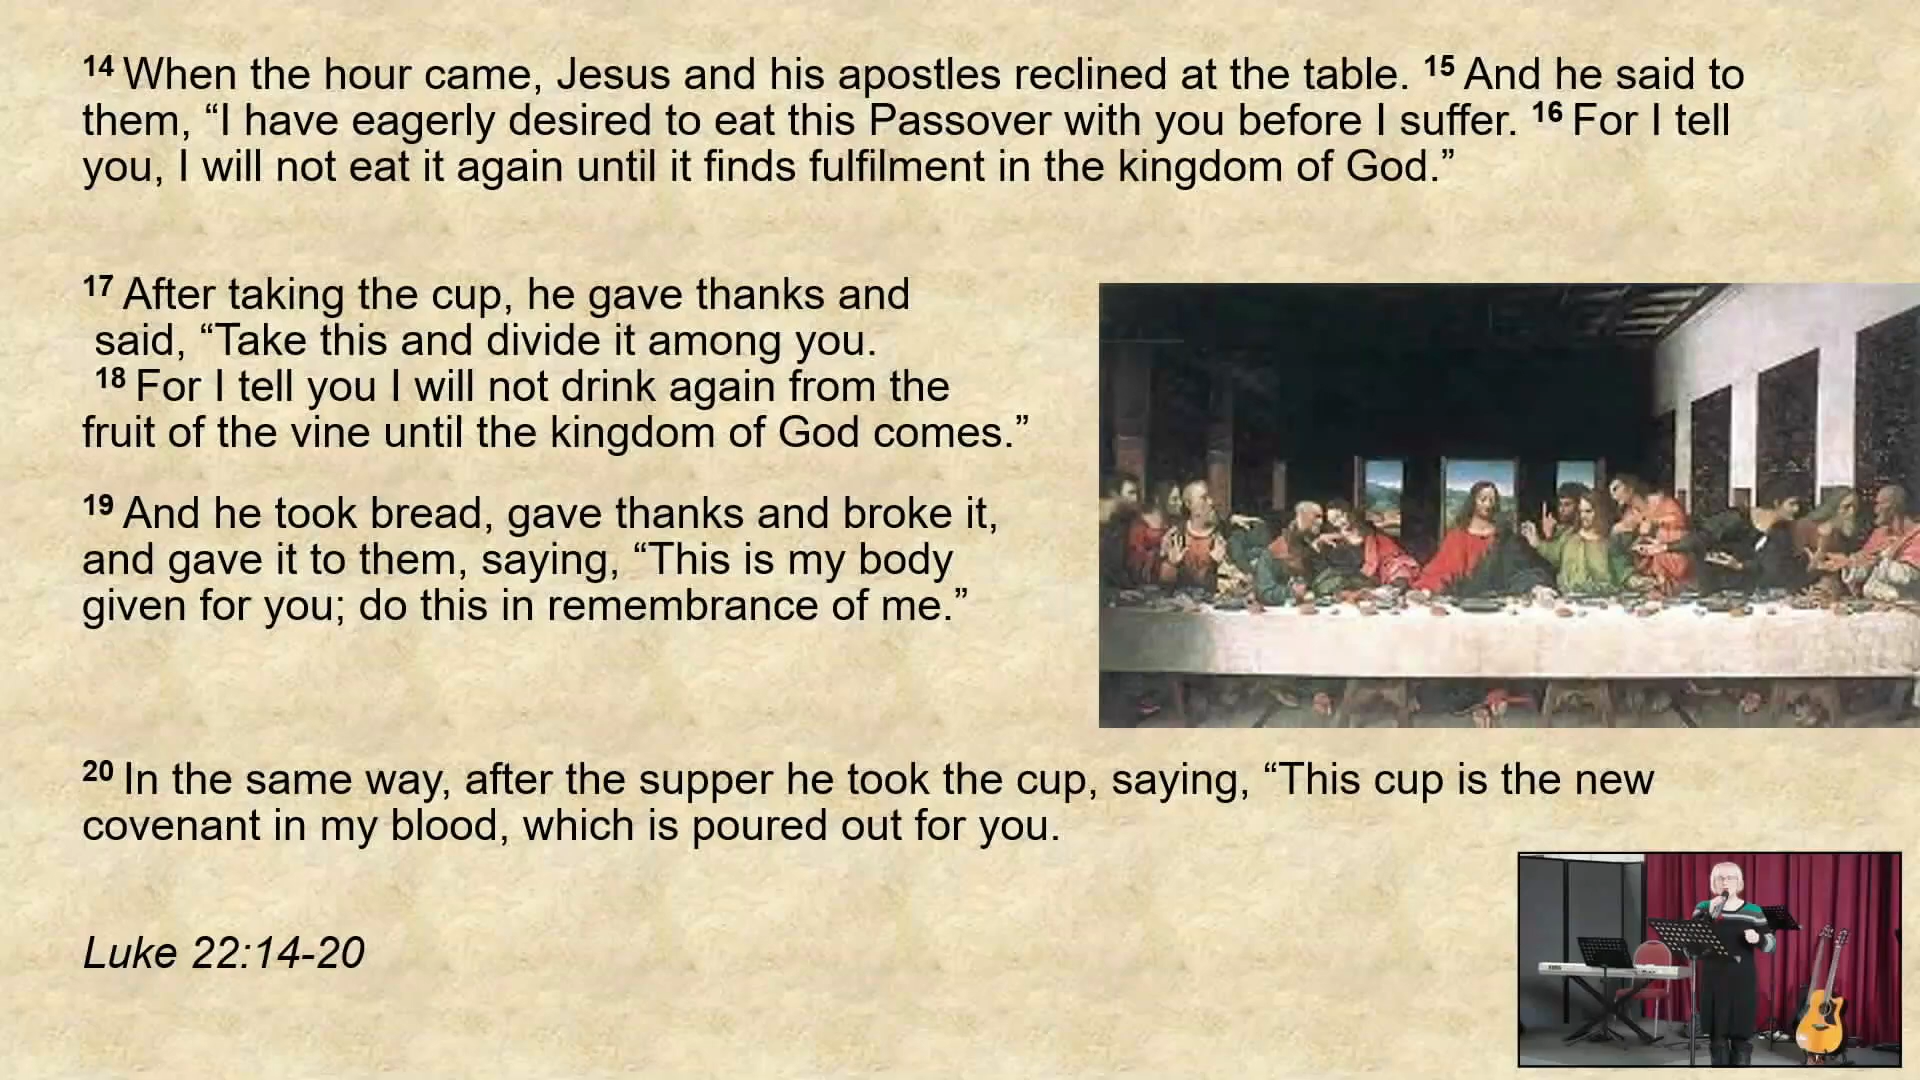 14 When the hour came, Jesus and his apostles reclined at the table. 15 And he said to
them, “I have eagerly desired to eat this Passover with you before I suffer. 16 For I tell
you, I will not eat it again until it finds fulfilment in the kingdom of God.”
17 After taking the cup, he gave thanks and
said, “Take this and divide it among you.
18 For I tell you I will not drink again from the
fruit of the vine until the kingdom of God comes.”
19 And he took bread, gave thanks and broke it,
and gave it to them, saying, “This is my body
given for you; do this in remembrance of me.”
20 In the same way, after the supper he took the cup, saying, “This cup is the new
covenant in my blood, which is poured out for you.
Luke 22:14-20